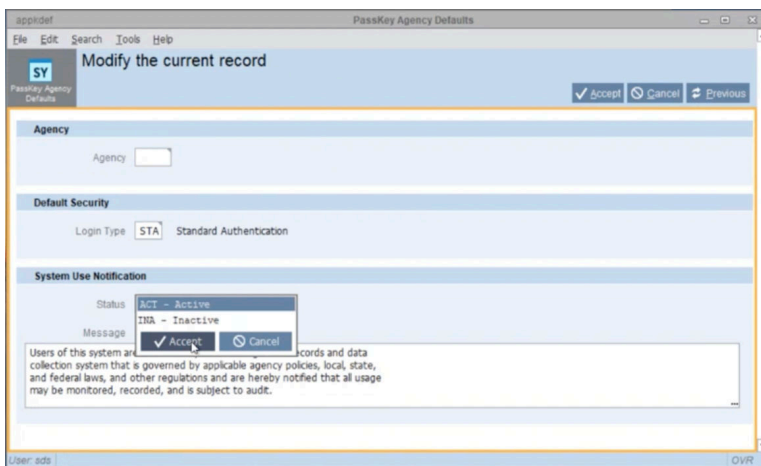 appkdef PassKey Agency Defaults
File Edit Search Tools Help
SY
PassKey Agency
Defaults
Modify the current record
Accept Cancel Previous
Agency
Agency
Default Security
Login Type STA Standard Authentication
System Use Notification
Status ACT - Active
INA - Inactive
Accept Cancel
Message
Users of this system are ecords and data
collection system that is governed by applicable agency policies, local, state,
and federal laws, and other regulations and are hereby notified that all usage
may be monitored, recorded, and is subject to audit.
...
User: sds OVR